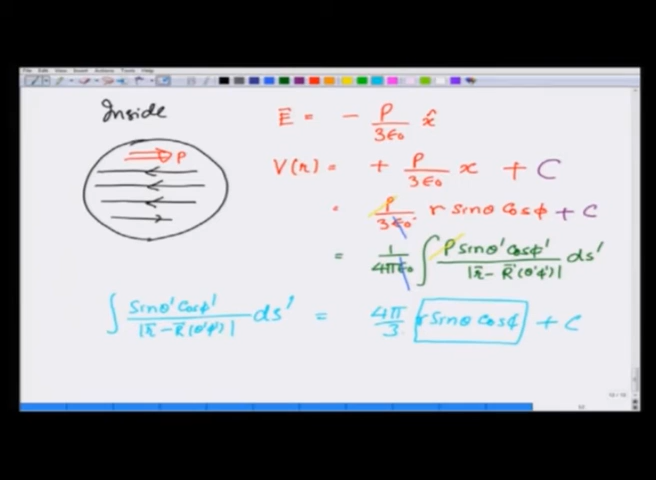 Inside
P
E̅ = - P/3ϵ₀ x̂
V(r) = + P/3ϵ₀ x + C
= P/3ϵ₀ r sinθ cosϕ + C
= 1/4πϵ₀ ∫ P sinθ' cosϕ' / |r̅ - R̅(θ'ϕ')| ds'
∫ sinθ' cosϕ' / |r̅ - R̅(θ'ϕ')| ds' = 4π/3 r sinθ cosϕ + C